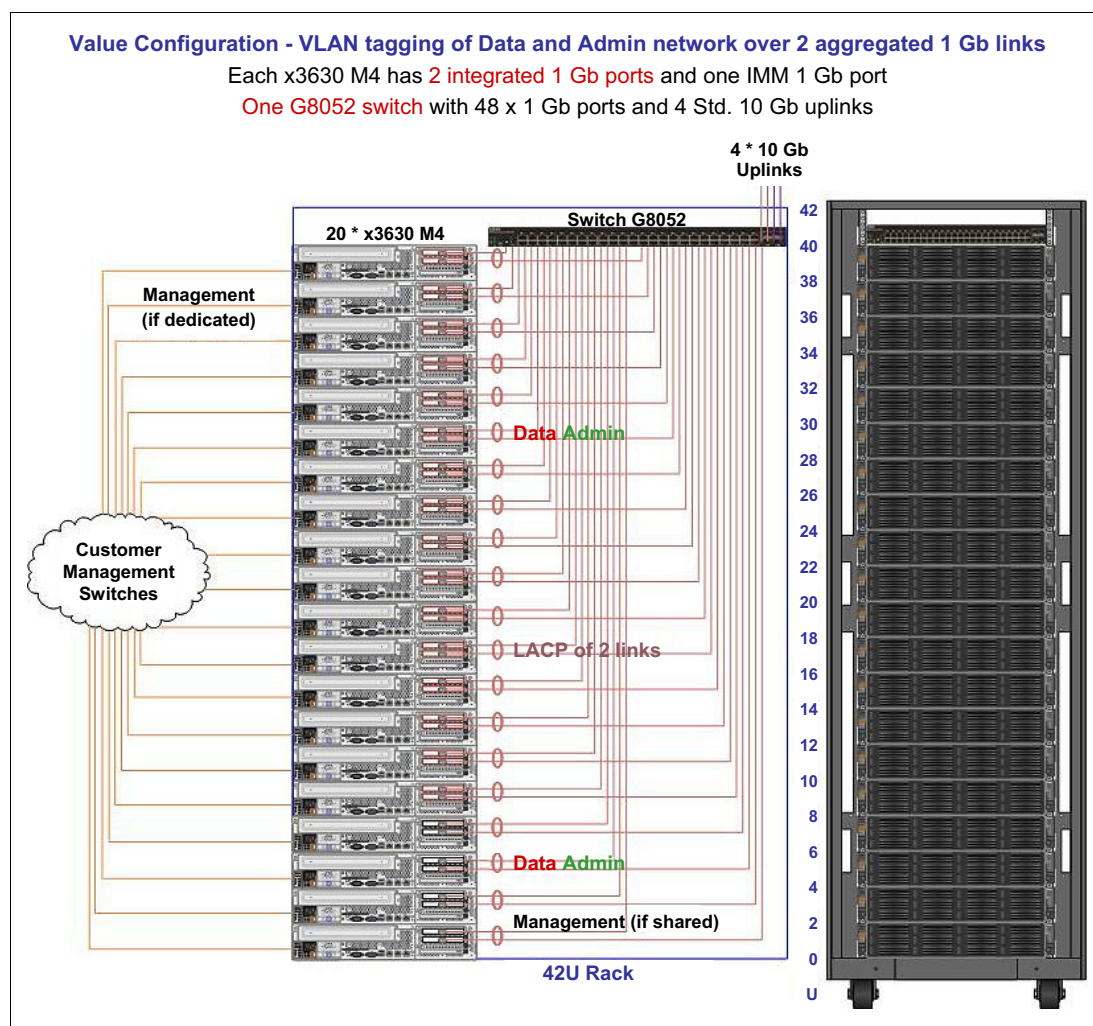 Value Configuration - VLAN tagging of Data and Admin network over 2 aggregated 1 Gb links
Each x3630 M4 has 2 integrated 1 Gb ports and one IMM 1 Gb port
One G8052 switch with 48 x 1 Gb ports and 4 Std. 10 Gb uplinks
4 * 10 Gb
Uplinks
Switch G8052
20 * x3630 M4
Management
(if dedicated)
Data Admin
Customer
Management
Switches
LACP of 2 links
Data Admin
Management (if shared)
42U Rack
42
40
38
36
34
32
30
28
26
24
22
20
18
16
14
12
10
8
6
4
2
0
U